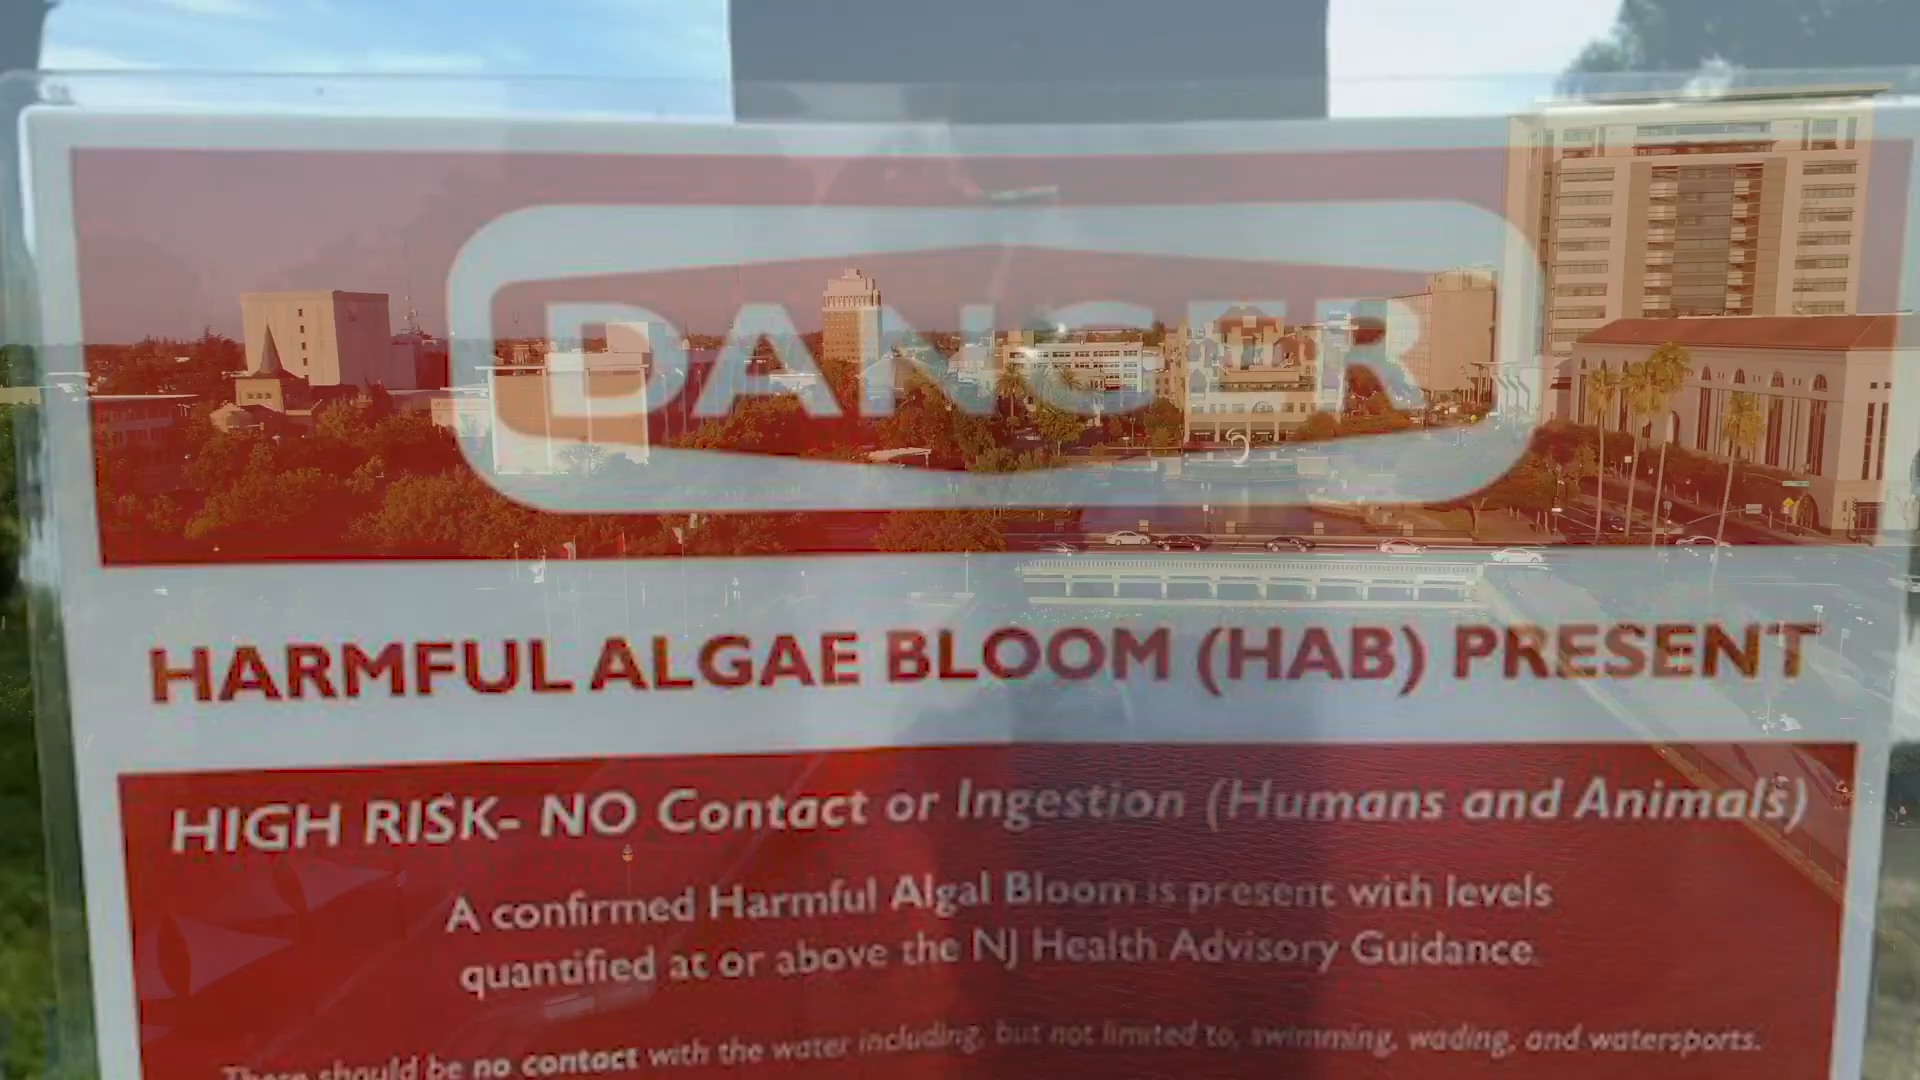 DANGER
HARMFUL ALGAE BLOOM (HAB) PRESENT
HIGH RISK- NO Contact or Ingestion (Humans and Animals)
A confirmed Harmful Algal Bloom is present with levels
quantified at or above the NJ Health Advisory Guidance.
There should be no contact with the water including, but not limited to, swimming, wading, and watersports.